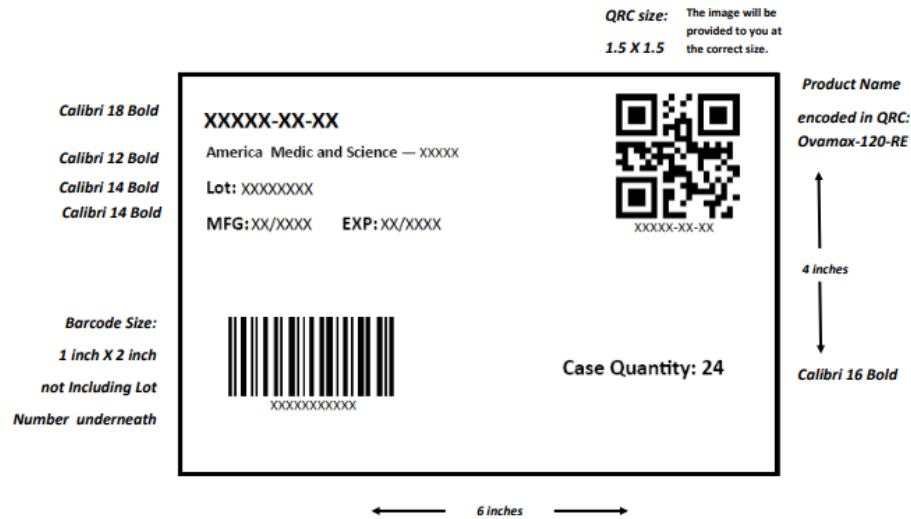 QRC size:
1.5 X 1.5
The image will be
provided to you at
the correct size.
Calibri 18 Bold
Calibri 12 Bold
Calibri 14 Bold
Calibri 14 Bold
XXXXX-XX-XX
America Medic and Science — XXXXX
Lot: XXXXXXXX
MFG:XX/XXXX EXP:XX/XXXX
XXXXX-XX-XX
Product Name
encoded in QRC:
Ovamax-120-RE
4 inches
Barcode Size:
1 inch X 2 inch
not Including Lot
Number underneath
XXXXXXXXXXX
Case Quantity: 24
Calibri 16 Bold
6 inches